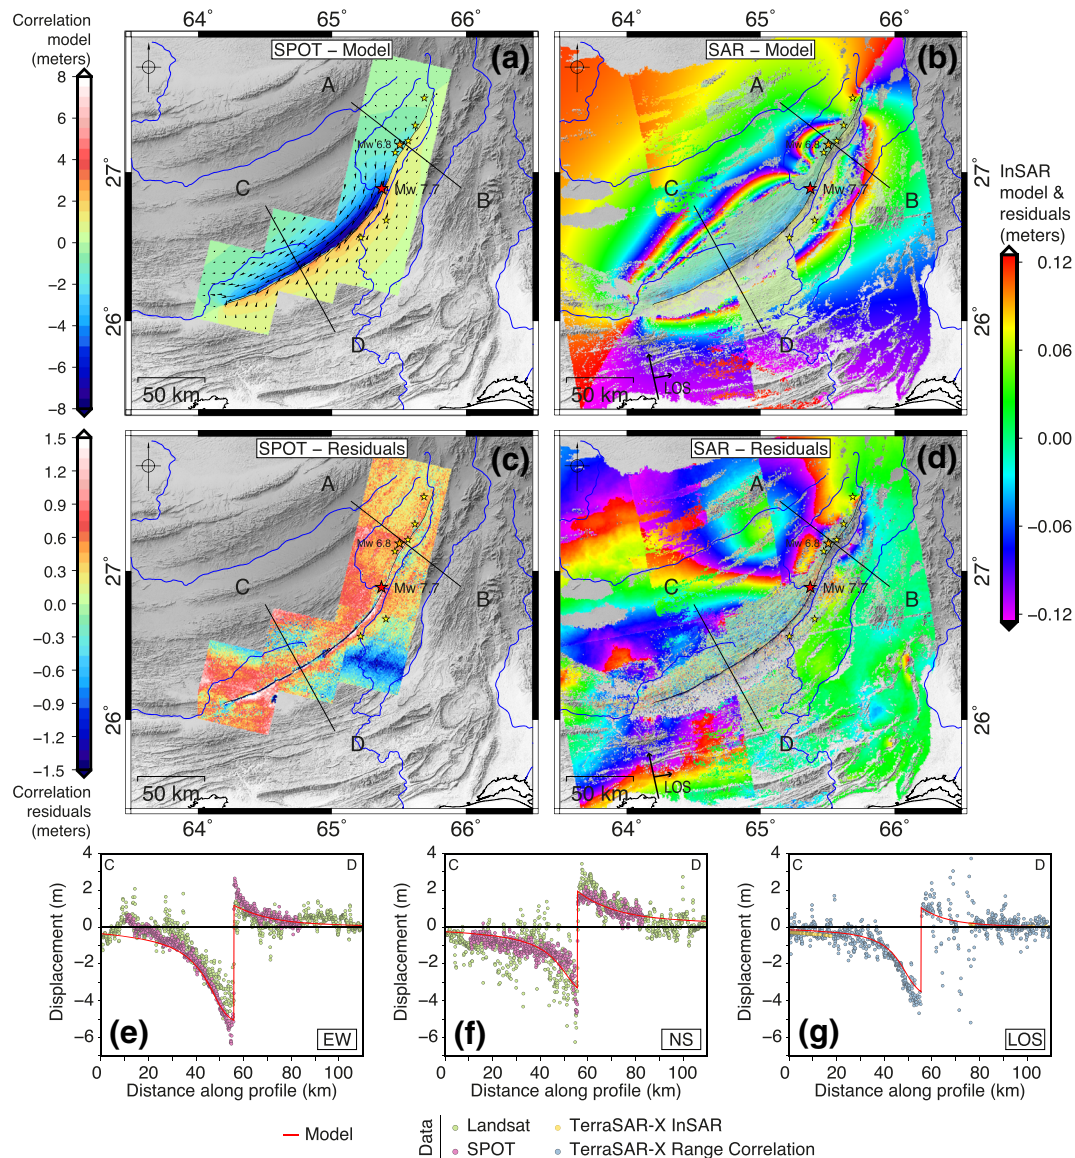 64° 65° 66° 64° 65° 66°
Correlation
model
(meters)
8
6
4
2
0
−2
−4
−6
−8
SPOT − Model
(a)
A
Mw 6.8
C
Mw 7.7
B
D
50 km
27°
26°
SAR − Model
(b)
A
Mw 6.8
C
Mw 7.7
B
D
LOS
50 km
InSAR
model &
residuals
(meters)
0.12
0.06
0.00
−0.06
−0.12
1.5
1.2
0.9
0.6
0.3
0.0
−0.3
−0.6
−0.9
−1.2
−1.5
Correlation
residuals
(meters)
SPOT − Residuals
(c)
A
Mw 6.8
C
Mw 7.7
B
D
50 km
27°
26°
SAR − Residuals
(d)
A
Mw 6.8
C
Mw 7.7
B
D
LOS
50 km
64 65 66 64 65 66
Displacement (m)
4
2
0
−2
−4
−6
C D
(e)
EW
0 20 40 60 80 100
Distance along profile (km)
Displacement (m)
4
2
0
−2
−4
−6
C D
(f)
NS
0 20 40 60 80 100
Distance along profile (km)
Displacement (m)
4
2
0
−2
−4
−6
C D
(g)
LOS
0 20 40 60 80 100
Distance along profile (km)
Model
Data
Landsat
SPOT
TerraSAR-X InSAR
TerraSAR-X Range Correlation